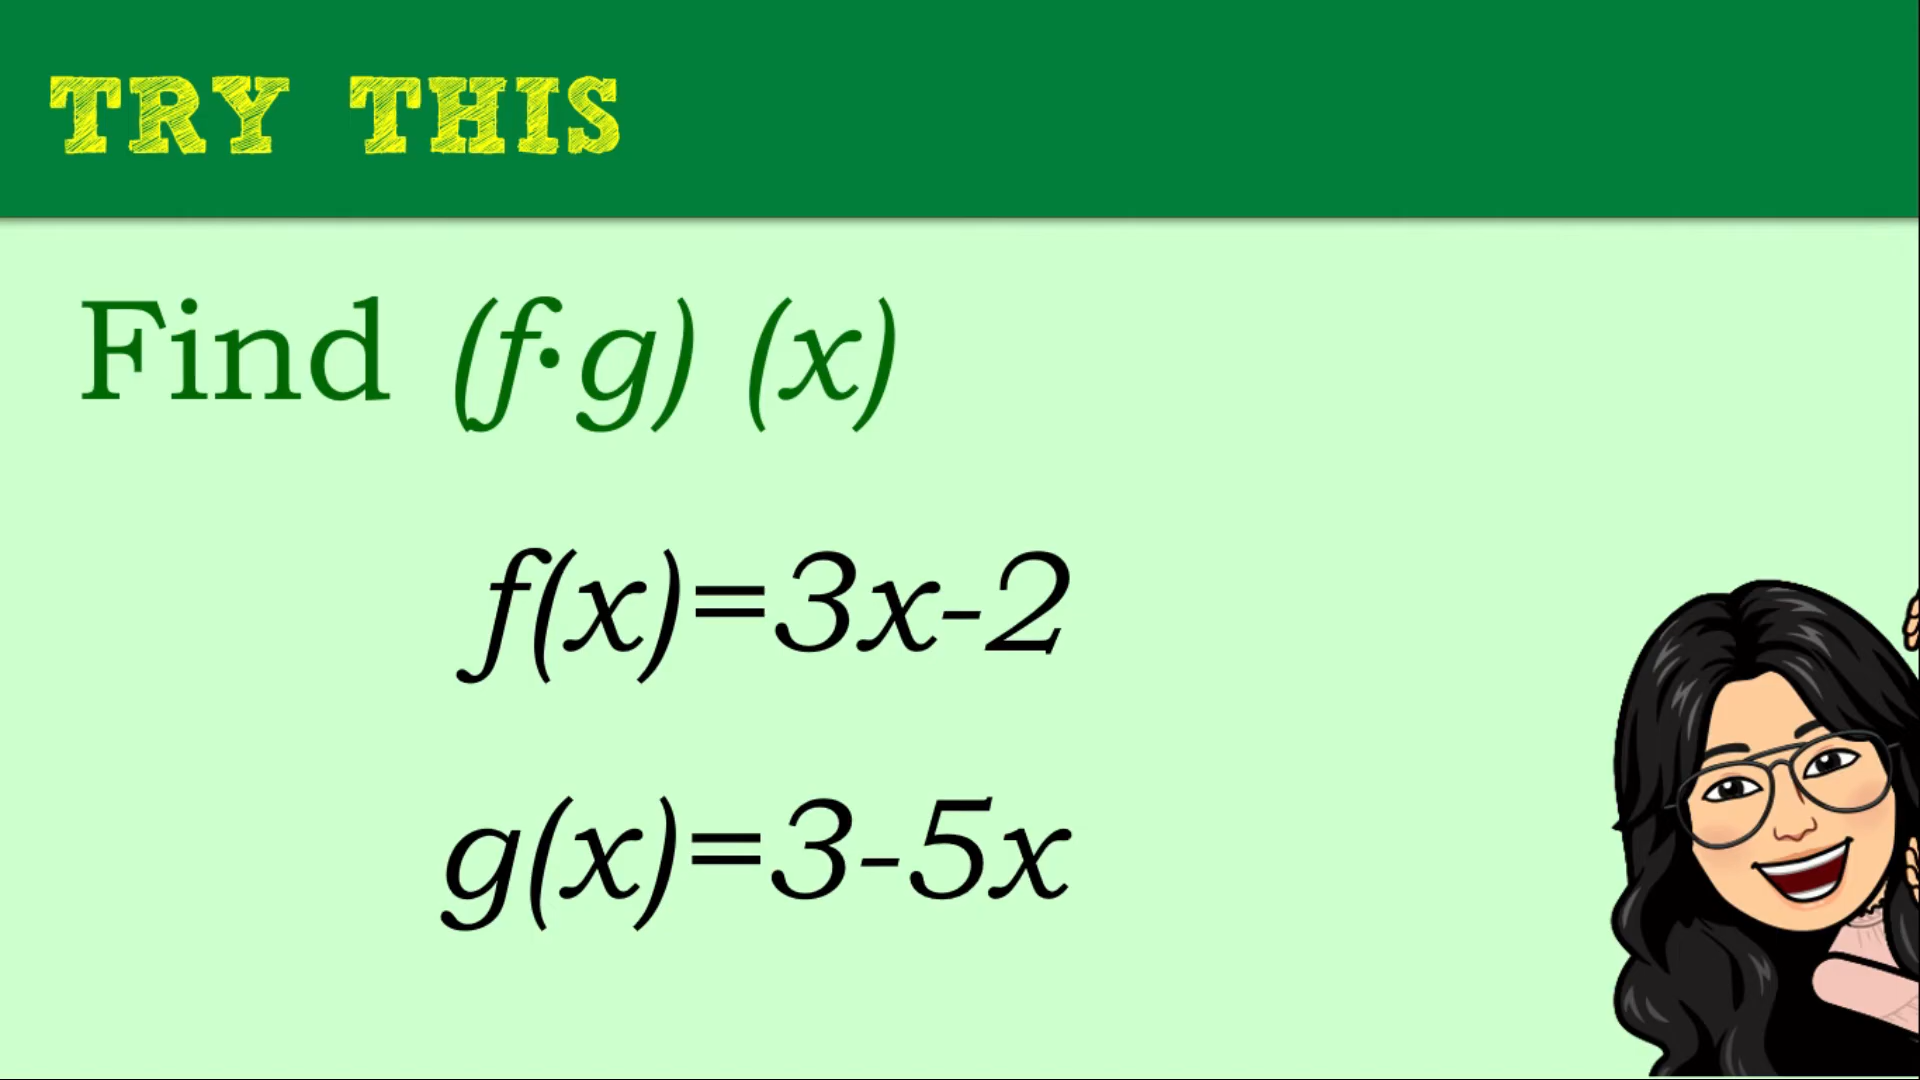 TRY THIS
Find (f·g) (x)
f(x)=3x-2
g(x)=3-5x